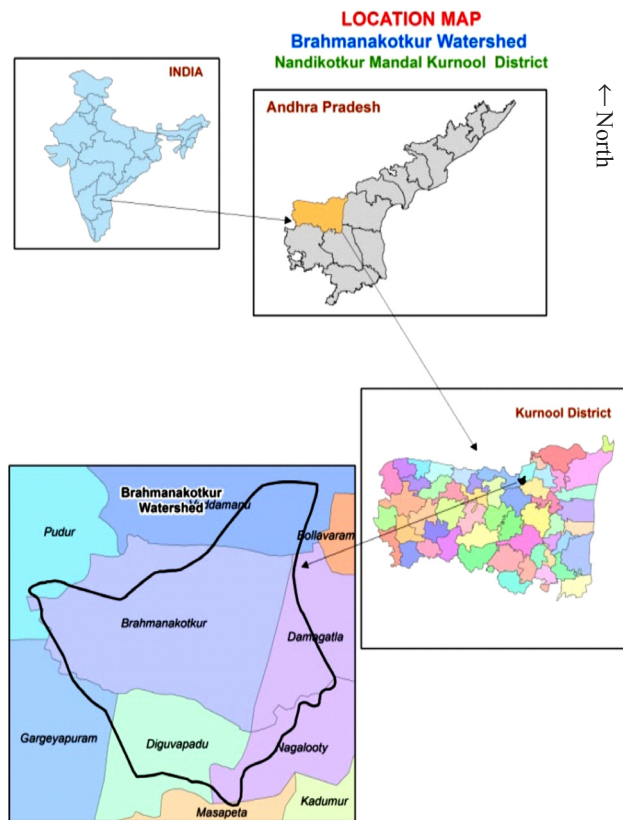 LOCATION MAP
Brahmanakotkur Watershed
Nandikotkur Mandal Kurnool District
INDIA
Andhra Pradesh
← North
Kurnool District
Brahmanakotkur
Watershed
Pudur
Bollavaram
Brahmanakotkur
Damagatla
Gargeyapuram
Diguvapadu
Nagalooty
Masapeta
Kadumur